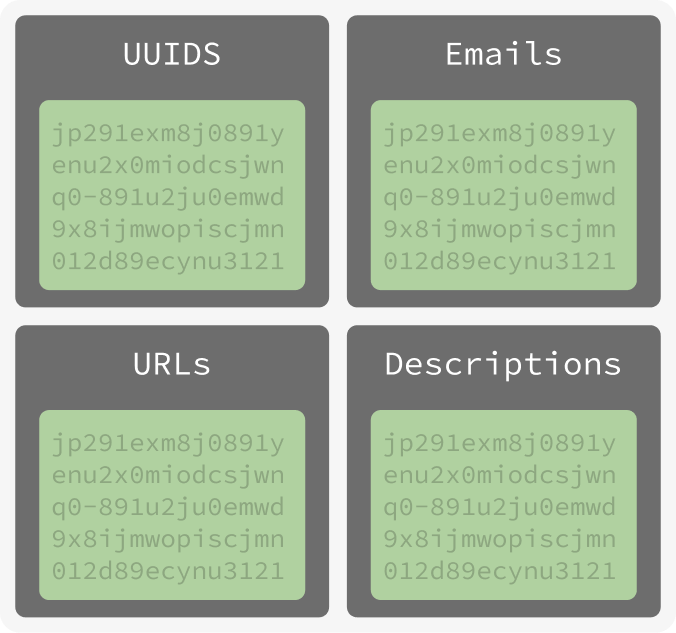 UUIDS
jp291exm8j0891y
enu2x0miodcsjwn
q0-891u2ju0emwd
9x8ijmwopiscjmn
012d89ecynu3121
Emails
jp291exm8j0891y
enu2x0miodcsjwn
q0-891u2ju0emwd
9x8ijmwopiscjmn
012d89ecynu3121
URLs
jp291exm8j0891y
enu2x0miodcsjwn
q0-891u2ju0emwd
9x8ijmwopiscjmn
012d89ecynu3121
Descriptions
jp291exm8j0891y
enu2x0miodcsjwn
q0-891u2ju0emwd
9x8ijmwopiscjmn
012d89ecynu3121